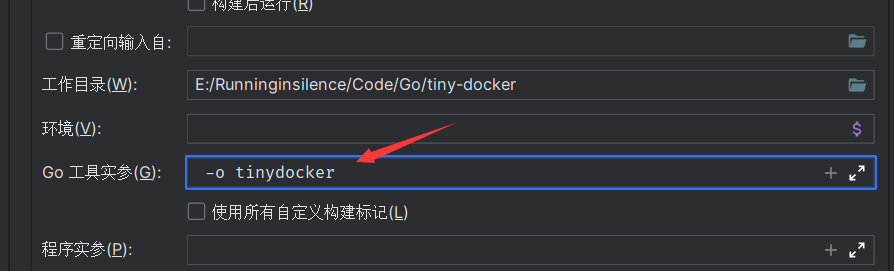 构建后运行(R)
重定向输入自:
工作目录(W): E:/Runninginsilence/Code/Go/tiny-docker
环境(V): $
Go 工具实参(G): -o tinydocker
使用所有自定义构建标记(L)
程序实参(P):